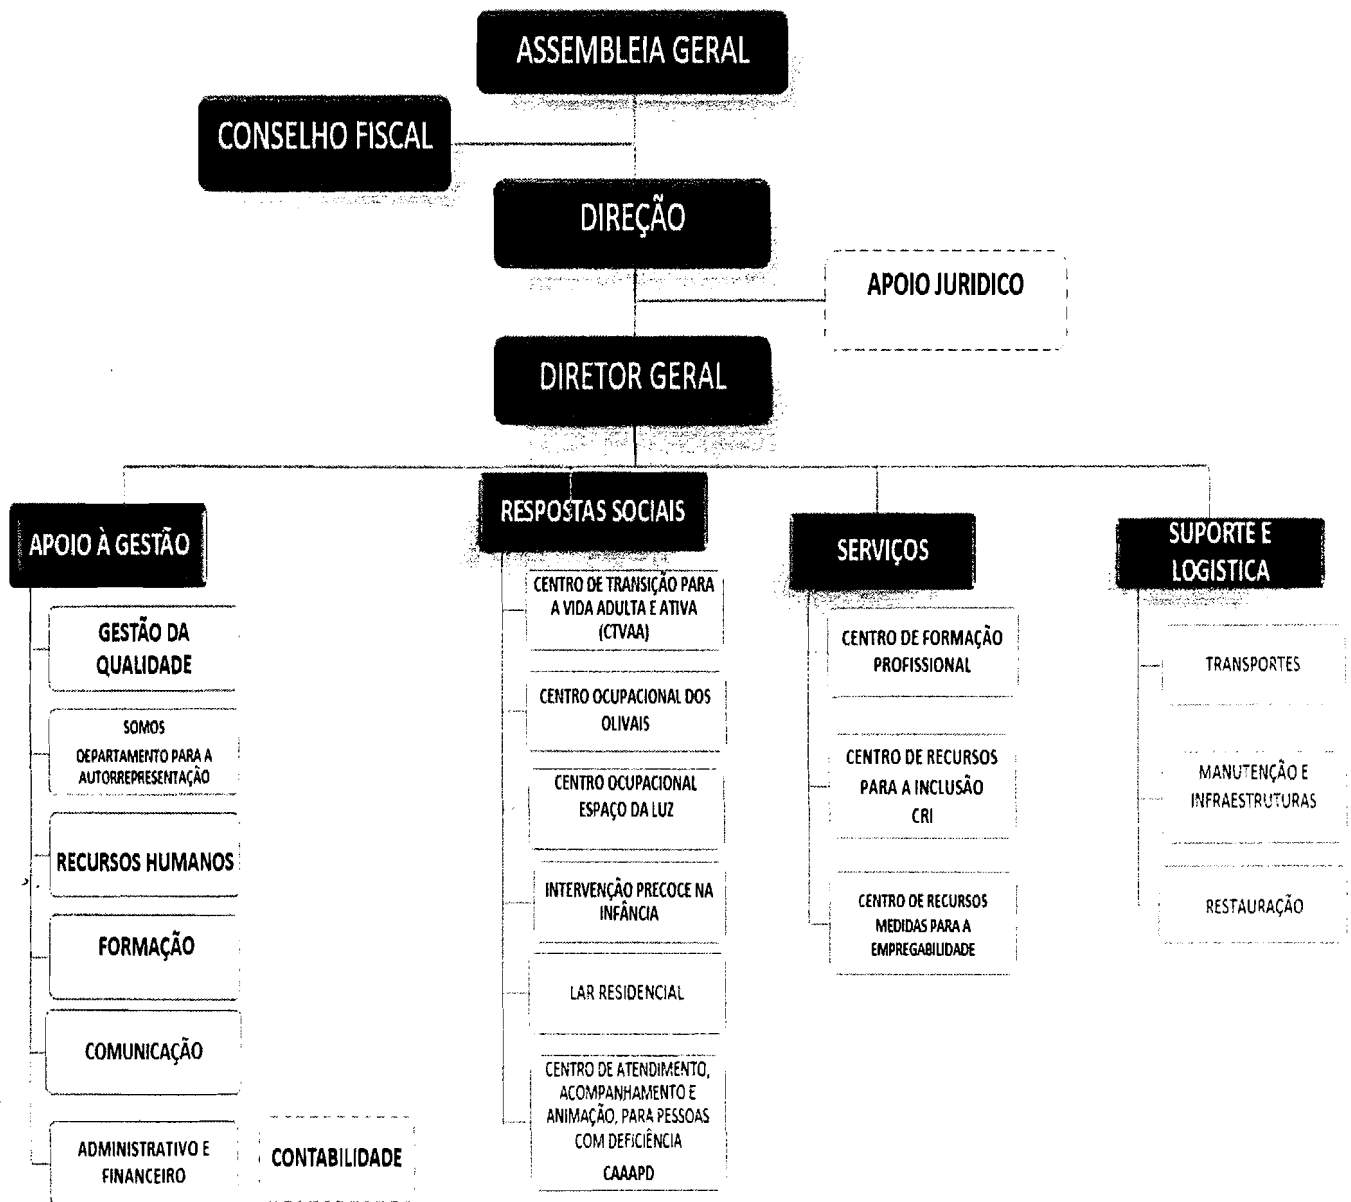 ASSEMBLEIA GERAL
CONSELHO FISCAL
DIREÇÃO
APOIO JURIDICO
DIRETOR GERAL
APOIO À GESTÃO
GESTÃO DA
QUALIDADE
SOMOS
DEPARTAMENTO PARA A
AUTORREPRESENTAÇÃO
RECURSOS HUMANOS
FORMAÇÃO
COMUNICAÇÃO
ADMINISTRATIVO E
FINANCEIRO
CONTABILIDADE
RESPOSTAS SOCIAIS
CENTRO DE TRANSIÇÃO PARA
A VIDA ADULTA E ATIVA
(CTVAA)
CENTRO OCUPACIONAL DOS
OLIVAIS
CENTRO OCUPACIONAL
ESPAÇO DA LUZ
INTERVENÇÃO PRECOCE NA
INFÂNCIA
LAR RESIDENCIAL
CENTRO DE ATENDIMENTO,
ACOMPANHAMENTO E
ANIMAÇÃO, PARA PESSOAS
COM DEFICIÊNCIA
CAAAPD
SERVIÇOS
CENTRO DE FORMAÇÃO
PROFISSIONAL
CENTRO DE RECURSOS
PARA A INCLUSÃO
CRI
CENTRO DE RECURSOS
MEDIDAS PARA A
EMPREGABILIDADE
SUPORTE E
LOGISTICA
TRANSPORTES
MANUTENÇÃO E
INFRAESTRUTURAS
RESTAURAÇÃO